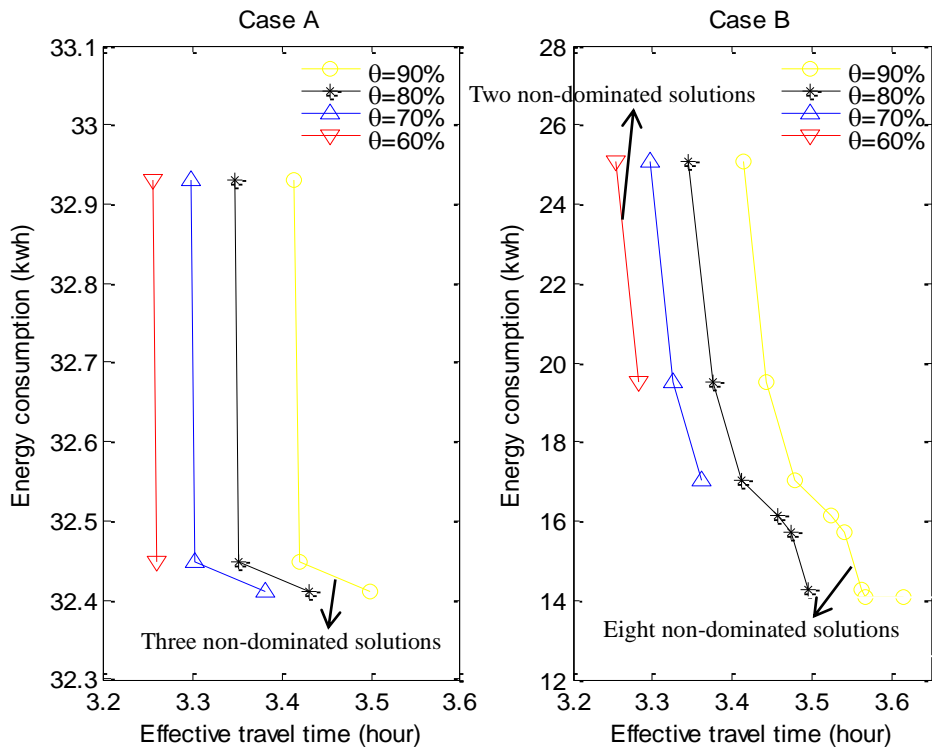 Case A
33.1
33
32.9
32.8
32.7
32.6
32.5
32.4
32.3
3.2
3.3
3.4
3.5
3.6
Energy consumption (kwh)
Effective travel time (hour)
θ=90%
θ=80%
θ=70%
θ=60%
Three non-dominated solutions
Case B
28
26
24
22
20
18
16
14
12
3.2
3.3
3.4
3.5
3.6
Energy consumption (kwh)
Effective travel time (hour)
θ=90%
θ=80%
θ=70%
θ=60%
Two non-dominated solutions
Eight non-dominated solutions